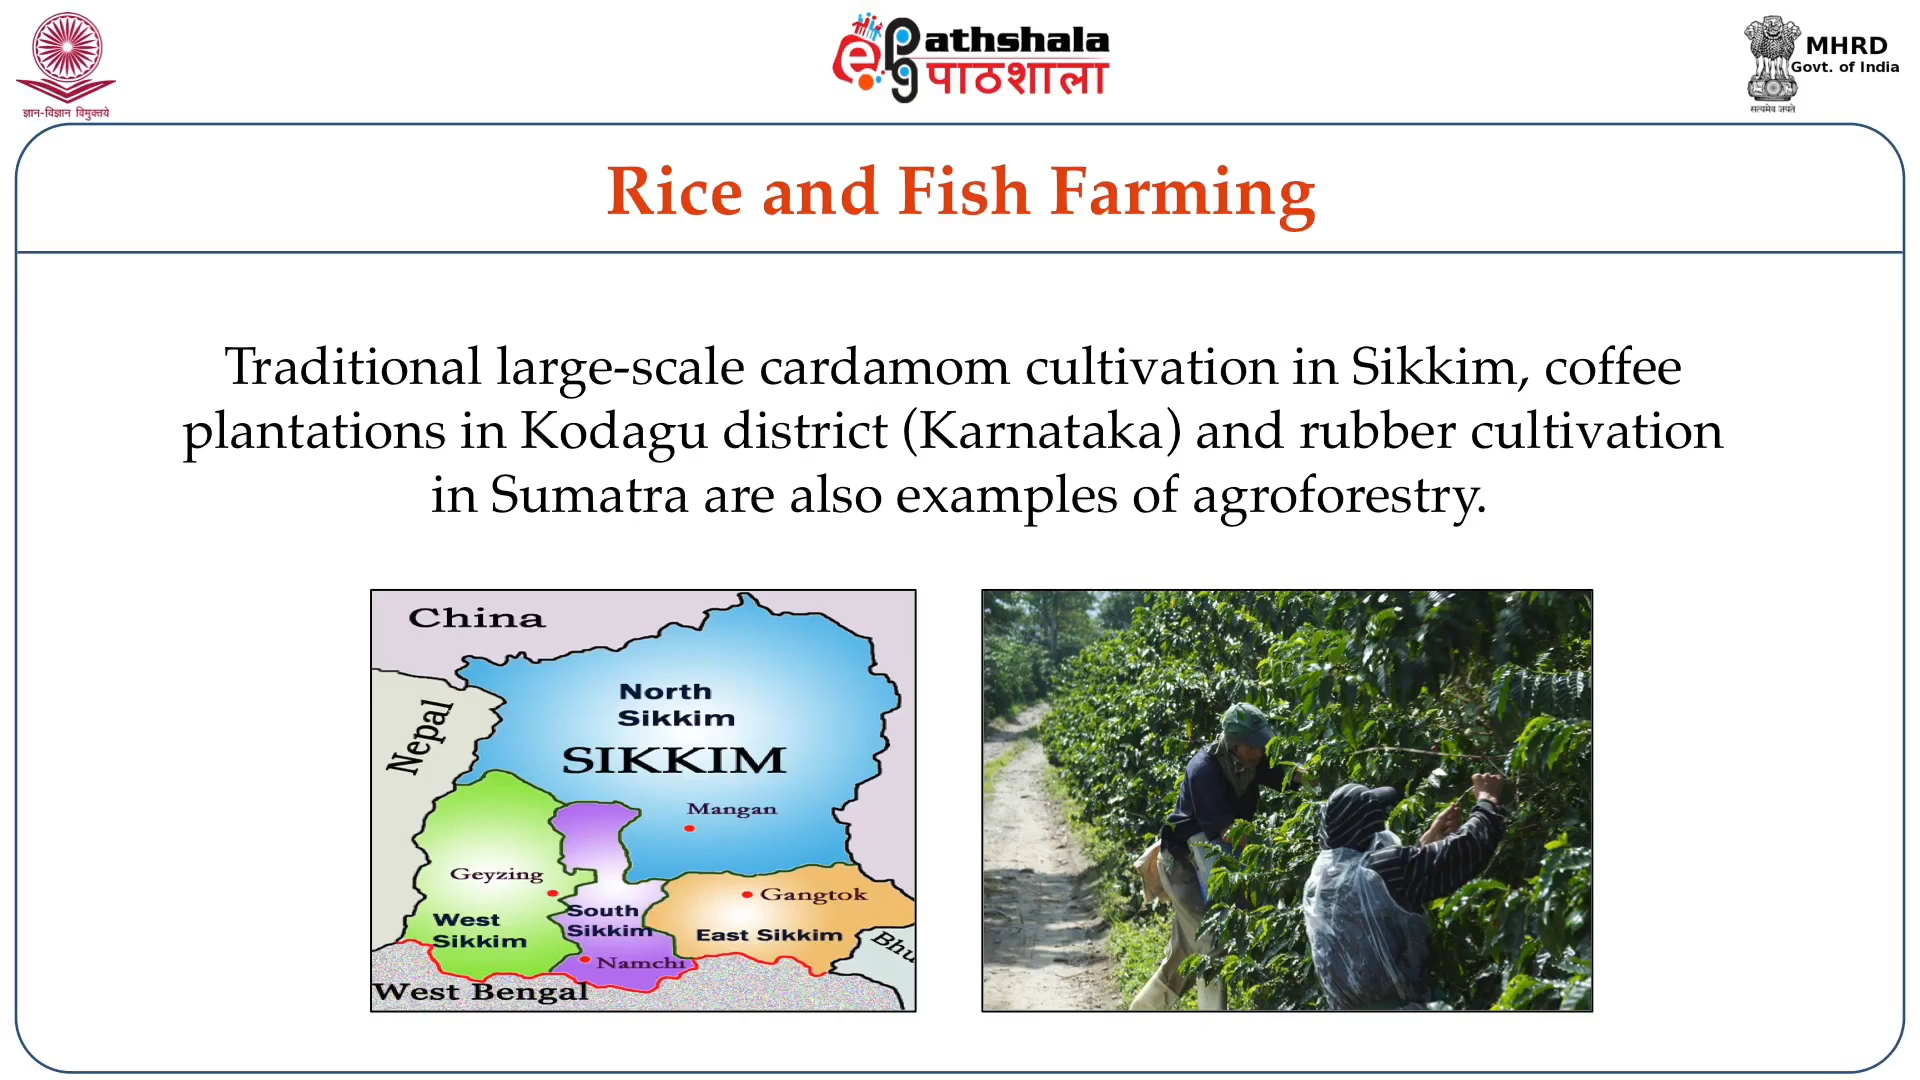 ज्ञान-विज्ञान विमुक्तये
e
Pg
athshala
पाठशाला
MHRD
Govt. of India
सत्यमेव जयते
Rice and Fish Farming
Traditional large-scale cardamom cultivation in Sikkim, coffee
plantations in Kodagu district (Karnataka) and rubber cultivation
in Sumatra are also examples of agroforestry.
China
Nepal
North
Sikkim
SIKKIM
Mangan
Geyzing
Gangtok
West
Sikkim
South
Sikkim
East Sikkim
Bhu
Namchi
West Bengal